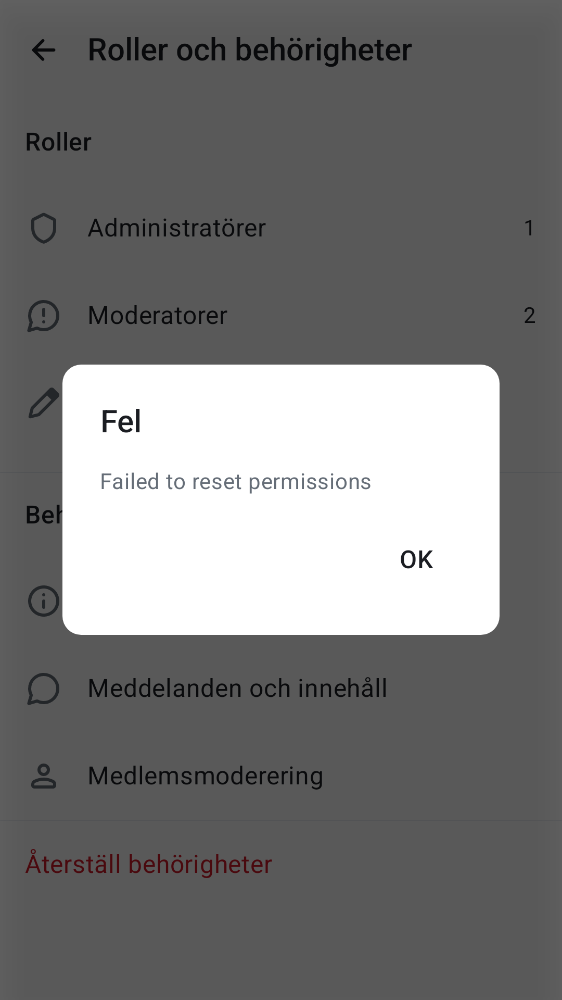 Roller och behörigheter
Roller
Administratörer 1
Moderatorer 2
Fel
Failed to reset permissions
OK
Meddelanden och innehåll
Medlemsmoderering
Återställ behörigheter